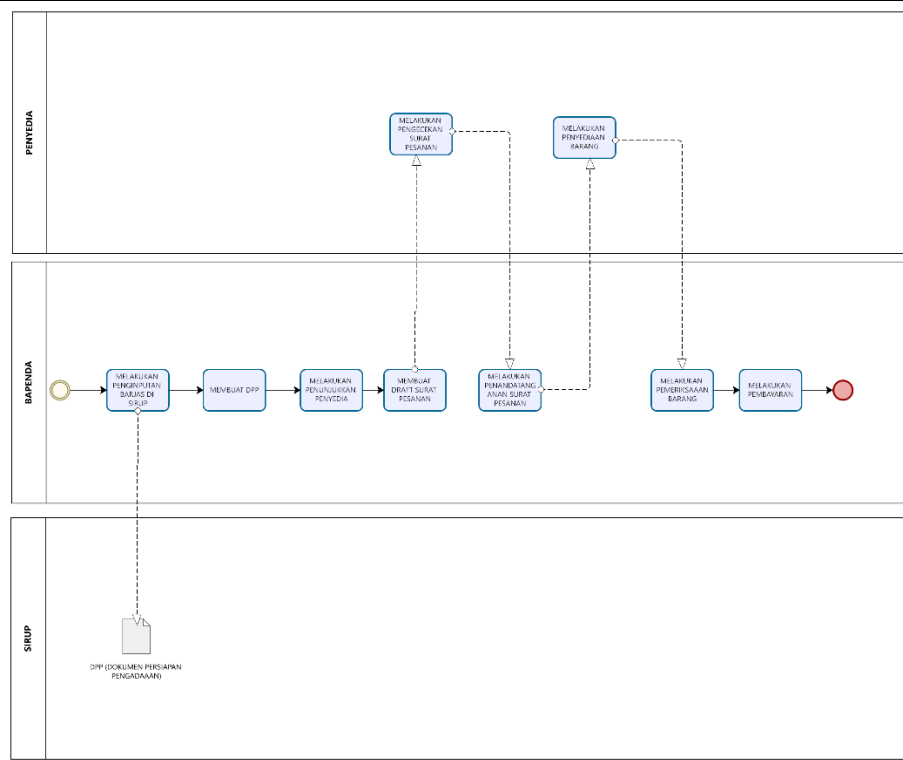 PENYEDIA
MELAKUKAN
PENGECEKAN
SURAT
PESANAN
MELAKUKAN
PENYEDIAAN
BARANG
BAPENDA
MELAKUKAN
PENGINPUTAN
BARJAS DI
SIRUP
MEMBUAT DPP
MELAKUKAN
PENUNJUKKAN
PENYEDIA
MEMBUAT
DRAFT SURAT
PESANAN
MELAKUKAN
PENANDATANG
ANAN SURAT
PESANAN
MELAKUKAN
PEMERIKSAAAN
BARANG
MELAKUKAN
PEMBAYARAN
SIRUP
DPP (DOKUMEN PERSIAPAN
PENGADAAAN)